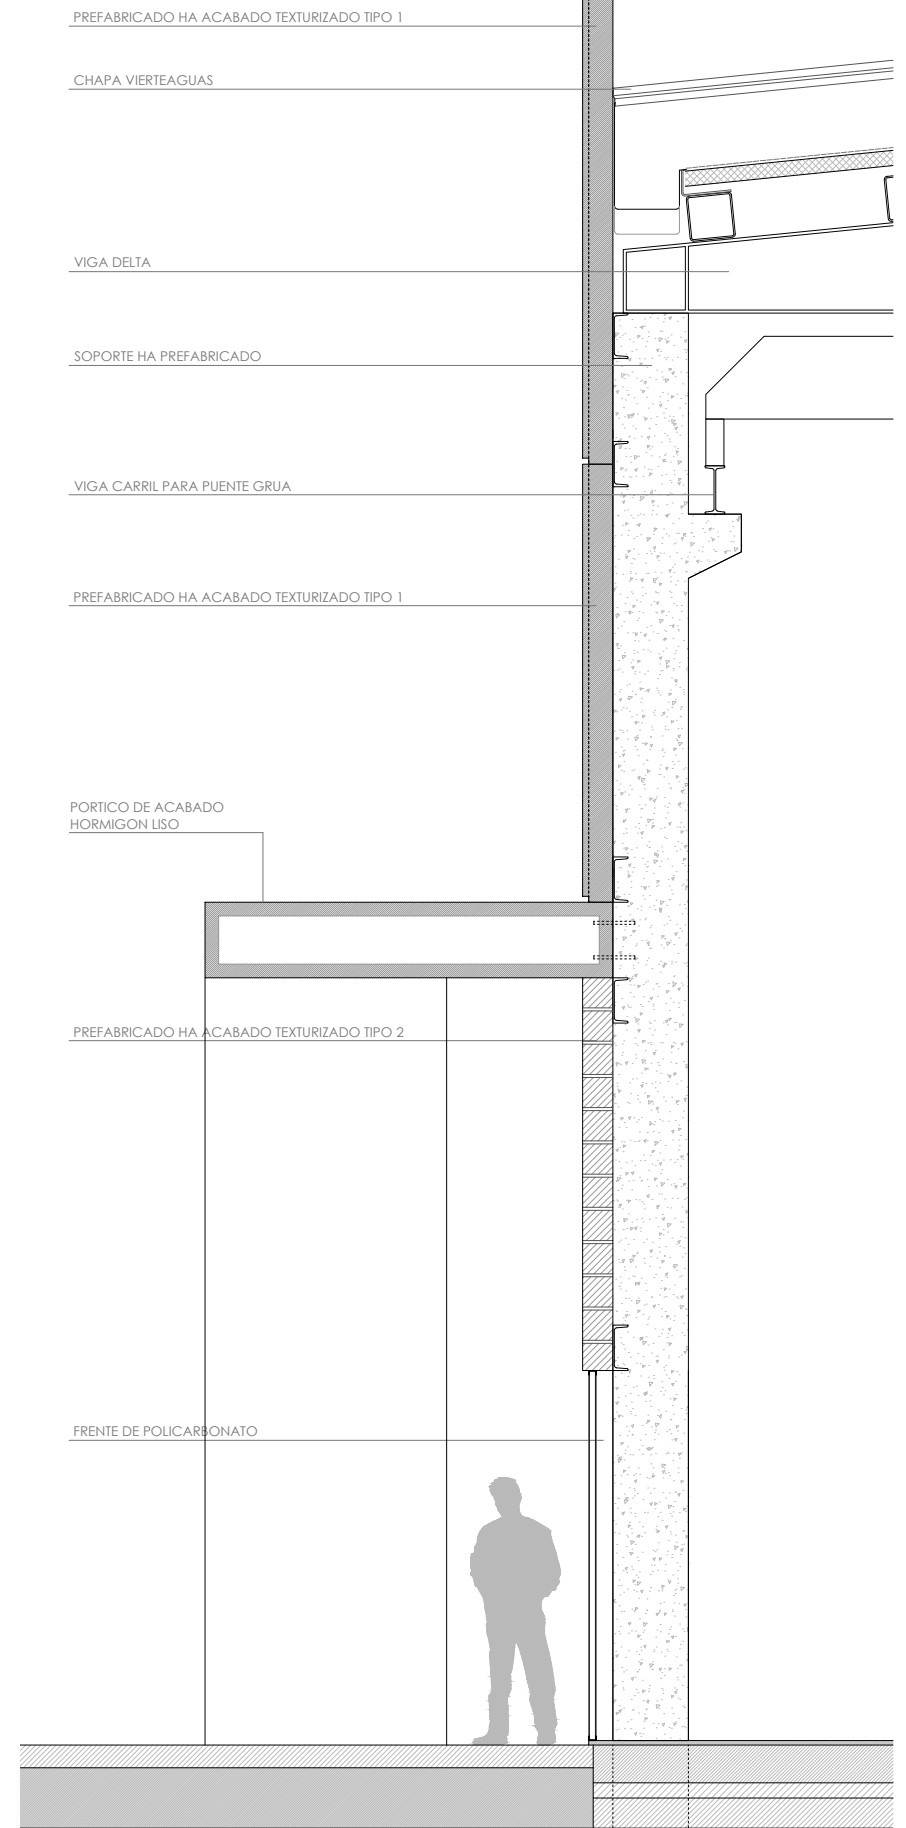 PREFABRICADO HA ACABADO TEXTURIZADO TIPO 1
CHAPA VIERTEAGUAS
VIGA DELTA
SOPORTE HA PREFABRICADO
VIGA CARRIL PARA PUENTE GRUA
PREFABRICADO HA ACABADO TEXTURIZADO TIPO 1
PORTICO DE ACABADO
HORMIGON LISO
PREFABRICADO HA ACABADO TEXTURIZADO TIPO 2
FRENTE DE POLICARBONATO